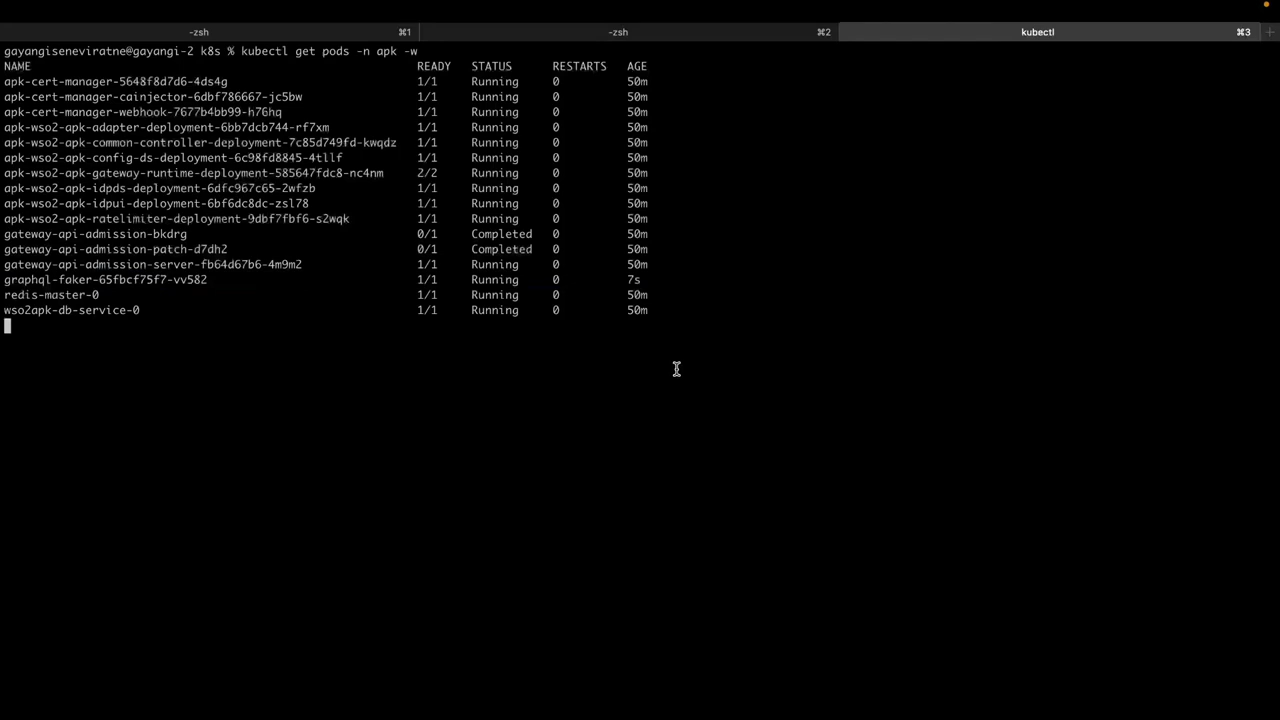 -zsh ⌘1 -zsh ⌘2 kubectl ⌘3 +
gayangiseneviratne@gayangi-2 k8s % kubectl get pods -n apk -w
NAME READY STATUS RESTARTS AGE
apk-cert-manager-5648f8d7d6-4ds4g 1/1 Running 0 50m
apk-cert-manager-cainjector-6dbf786667-jc5bw 1/1 Running 0 50m
apk-cert-manager-webhook-7677b4bb99-h76hq 1/1 Running 0 50m
apk-wso2-apk-adapter-deployment-6bb7dcb744-rf7xm 1/1 Running 0 50m
apk-wso2-apk-common-controller-deployment-7c85d749fd-kwqdz 1/1 Running 0 50m
apk-wso2-apk-config-ds-deployment-6c98fd8845-4tllf 1/1 Running 0 50m
apk-wso2-apk-gateway-runtime-deployment-585647fdc8-nc4nm 2/2 Running 0 50m
apk-wso2-apk-idpds-deployment-6dfc967c65-2wfzb 1/1 Running 0 50m
apk-wso2-apk-idpui-deployment-6bf6dc8dc-zsl78 1/1 Running 0 50m
apk-wso2-apk-ratelimiter-deployment-9dbf7fbf6-s2wqk 1/1 Running 0 50m
gateway-api-admission-bkdrg 0/1 Completed 0 50m
gateway-api-admission-patch-d7dh2 0/1 Completed 0 50m
gateway-api-admission-server-fb64d67b6-4m9m2 1/1 Running 0 50m
graphql-faker-65fbcf75f7-vv582 1/1 Running 0 7s
redis-master-0 1/1 Running 0 50m
wso2apk-db-service-0 1/1 Running 0 50m